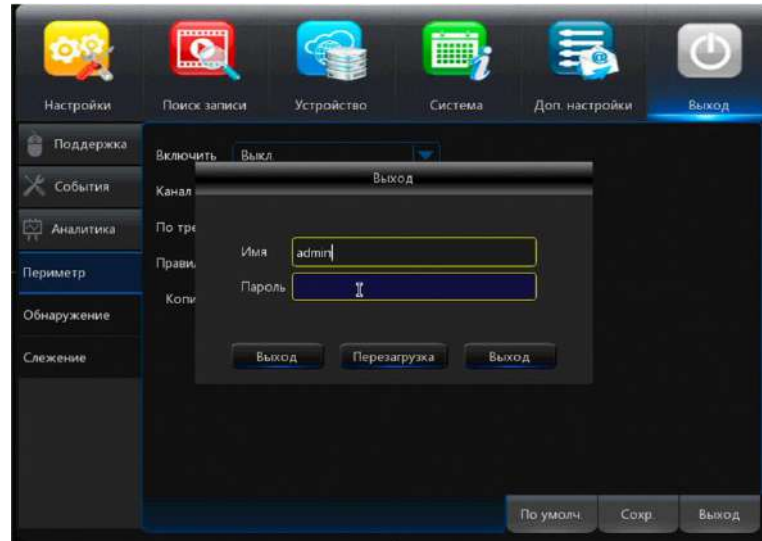 Настройки
Поиск записи
Устройство
Система
Доп. настройки
Выход
Поддержка
События
Аналитика
Периметр
Обнаружение
Слежение
Включить Выкл.
Канал
По тре
Прави
Копи
Выход
Имя admin
Пароль
Выход Перезагрузка Выход
По умолч. Сохр. Выход